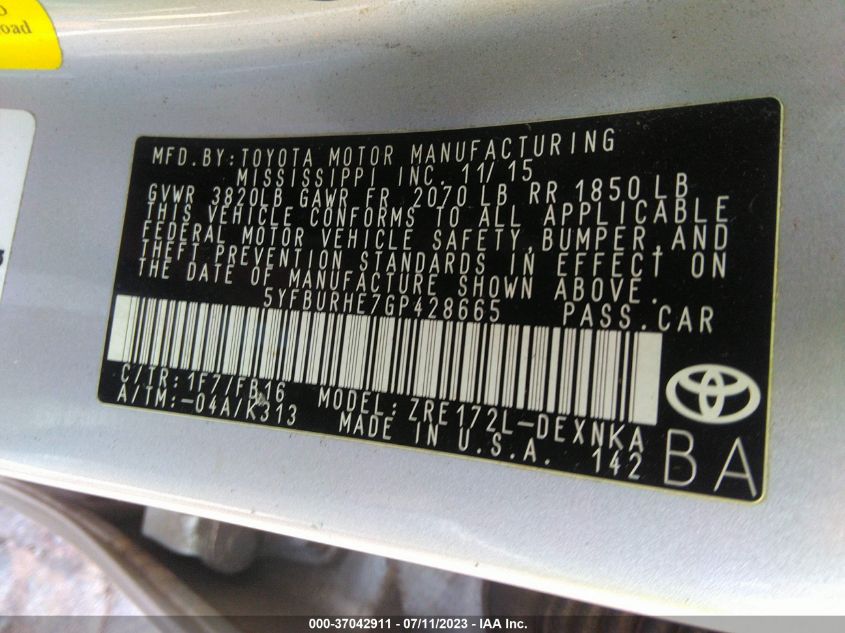 oad
MFD. BY: TOYOTA MOTOR MANUFACTURING
MISSISSIPPI INC. 11/15
GVWR 3820LB GAWR FR 2070 LB RR 1850 LB
THIS VEHICLE CONFORMS TO ALL APPLICABLE
FEDERAL MOTOR VEHICLE SAFETY, BUMPER, AND
THEFT PREVENTION STANDARDS IN EFFECT ON
THE DATE OF MANUFACTURE SHOWN ABOVE.
5YFBURHE7GP428665 PASS. CAR
C/TR: 1F7/FB16 MODEL: ZRE172L-DEXNKA
A/TM: -04A/K313 MADE IN U.S.A. 142
BA
000-37042911 - 07/11/2023 - IAA Inc.